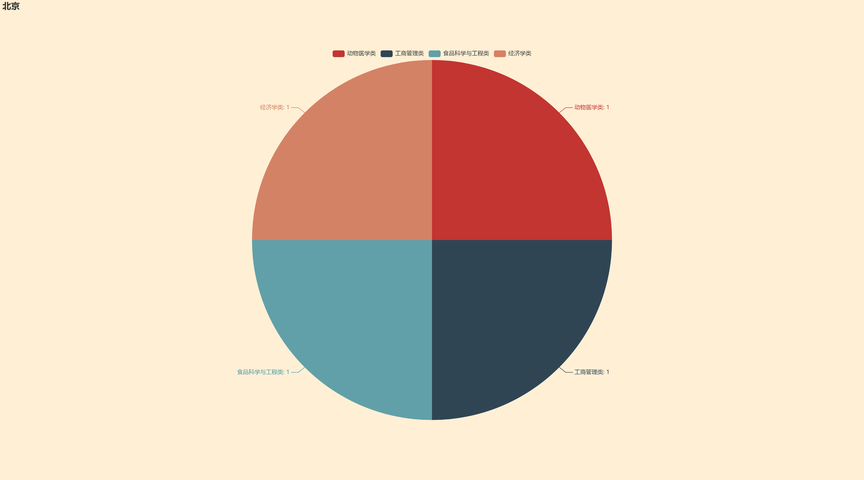 北京
动物医学类 工商管理类 食品科学与工程类 经济学类
经济学类: 1
动物医学类: 1
食品科学与工程类: 1
工商管理类: 1